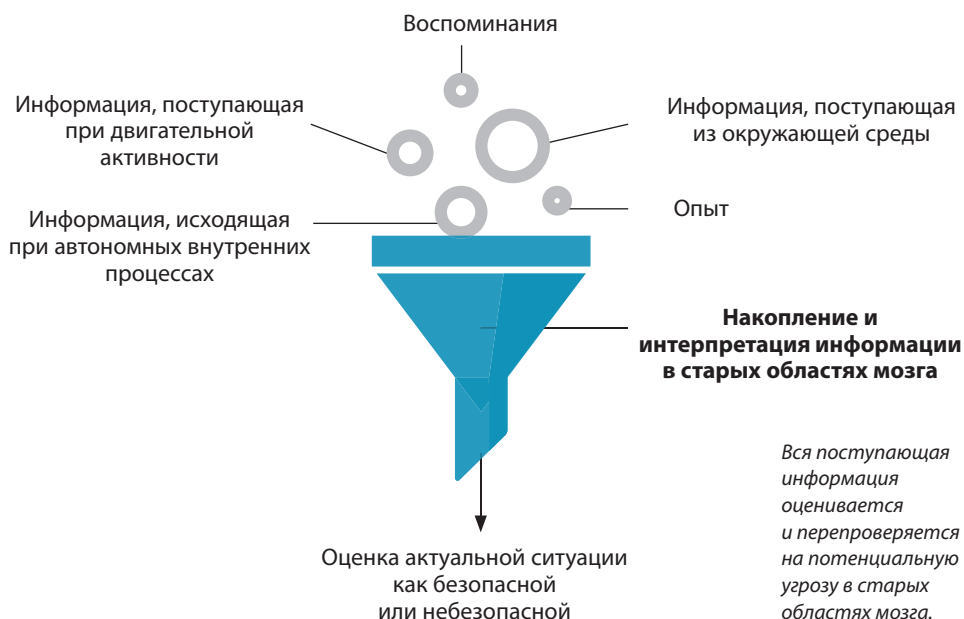 Воспоминания
Информация, поступающая
при двигательной
активности
Информация, поступающая
из окружающей среды
Информация, исходящая
при автономных внутренних
процессах
Опыт
Накопление и
интерпретация информации
в старых областях мозга
Вся поступающая
информация
оценивается
и перепроверяется
на потенциальную
угрозу в старых
областях мозга.
Оценка актуальной ситуации
как безопасной
или небезопасной